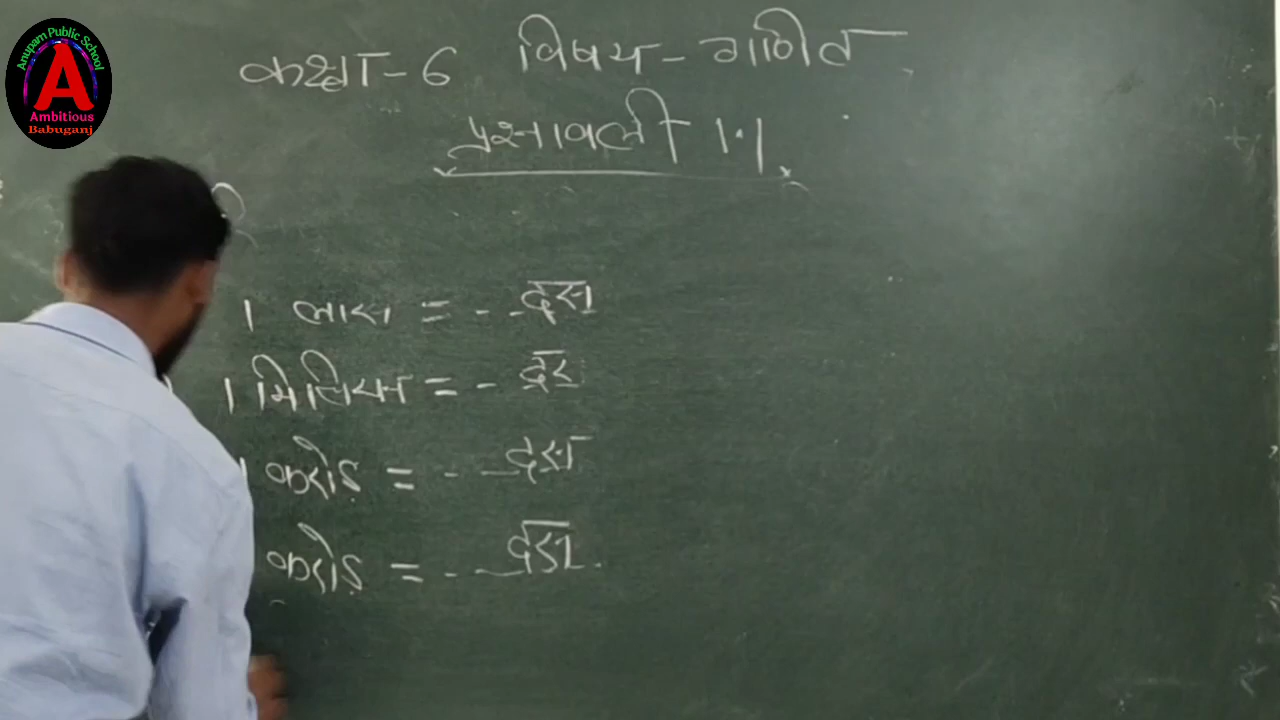 Anupam Public School
A
Ambitious
Babuganj
कक्षा - 6 विषय - गणित
प्रश्नावली 1.1
1 लाख = - - दस
1 मिलियन = -
1 करोड़ = - - दस
करोड़ = - -